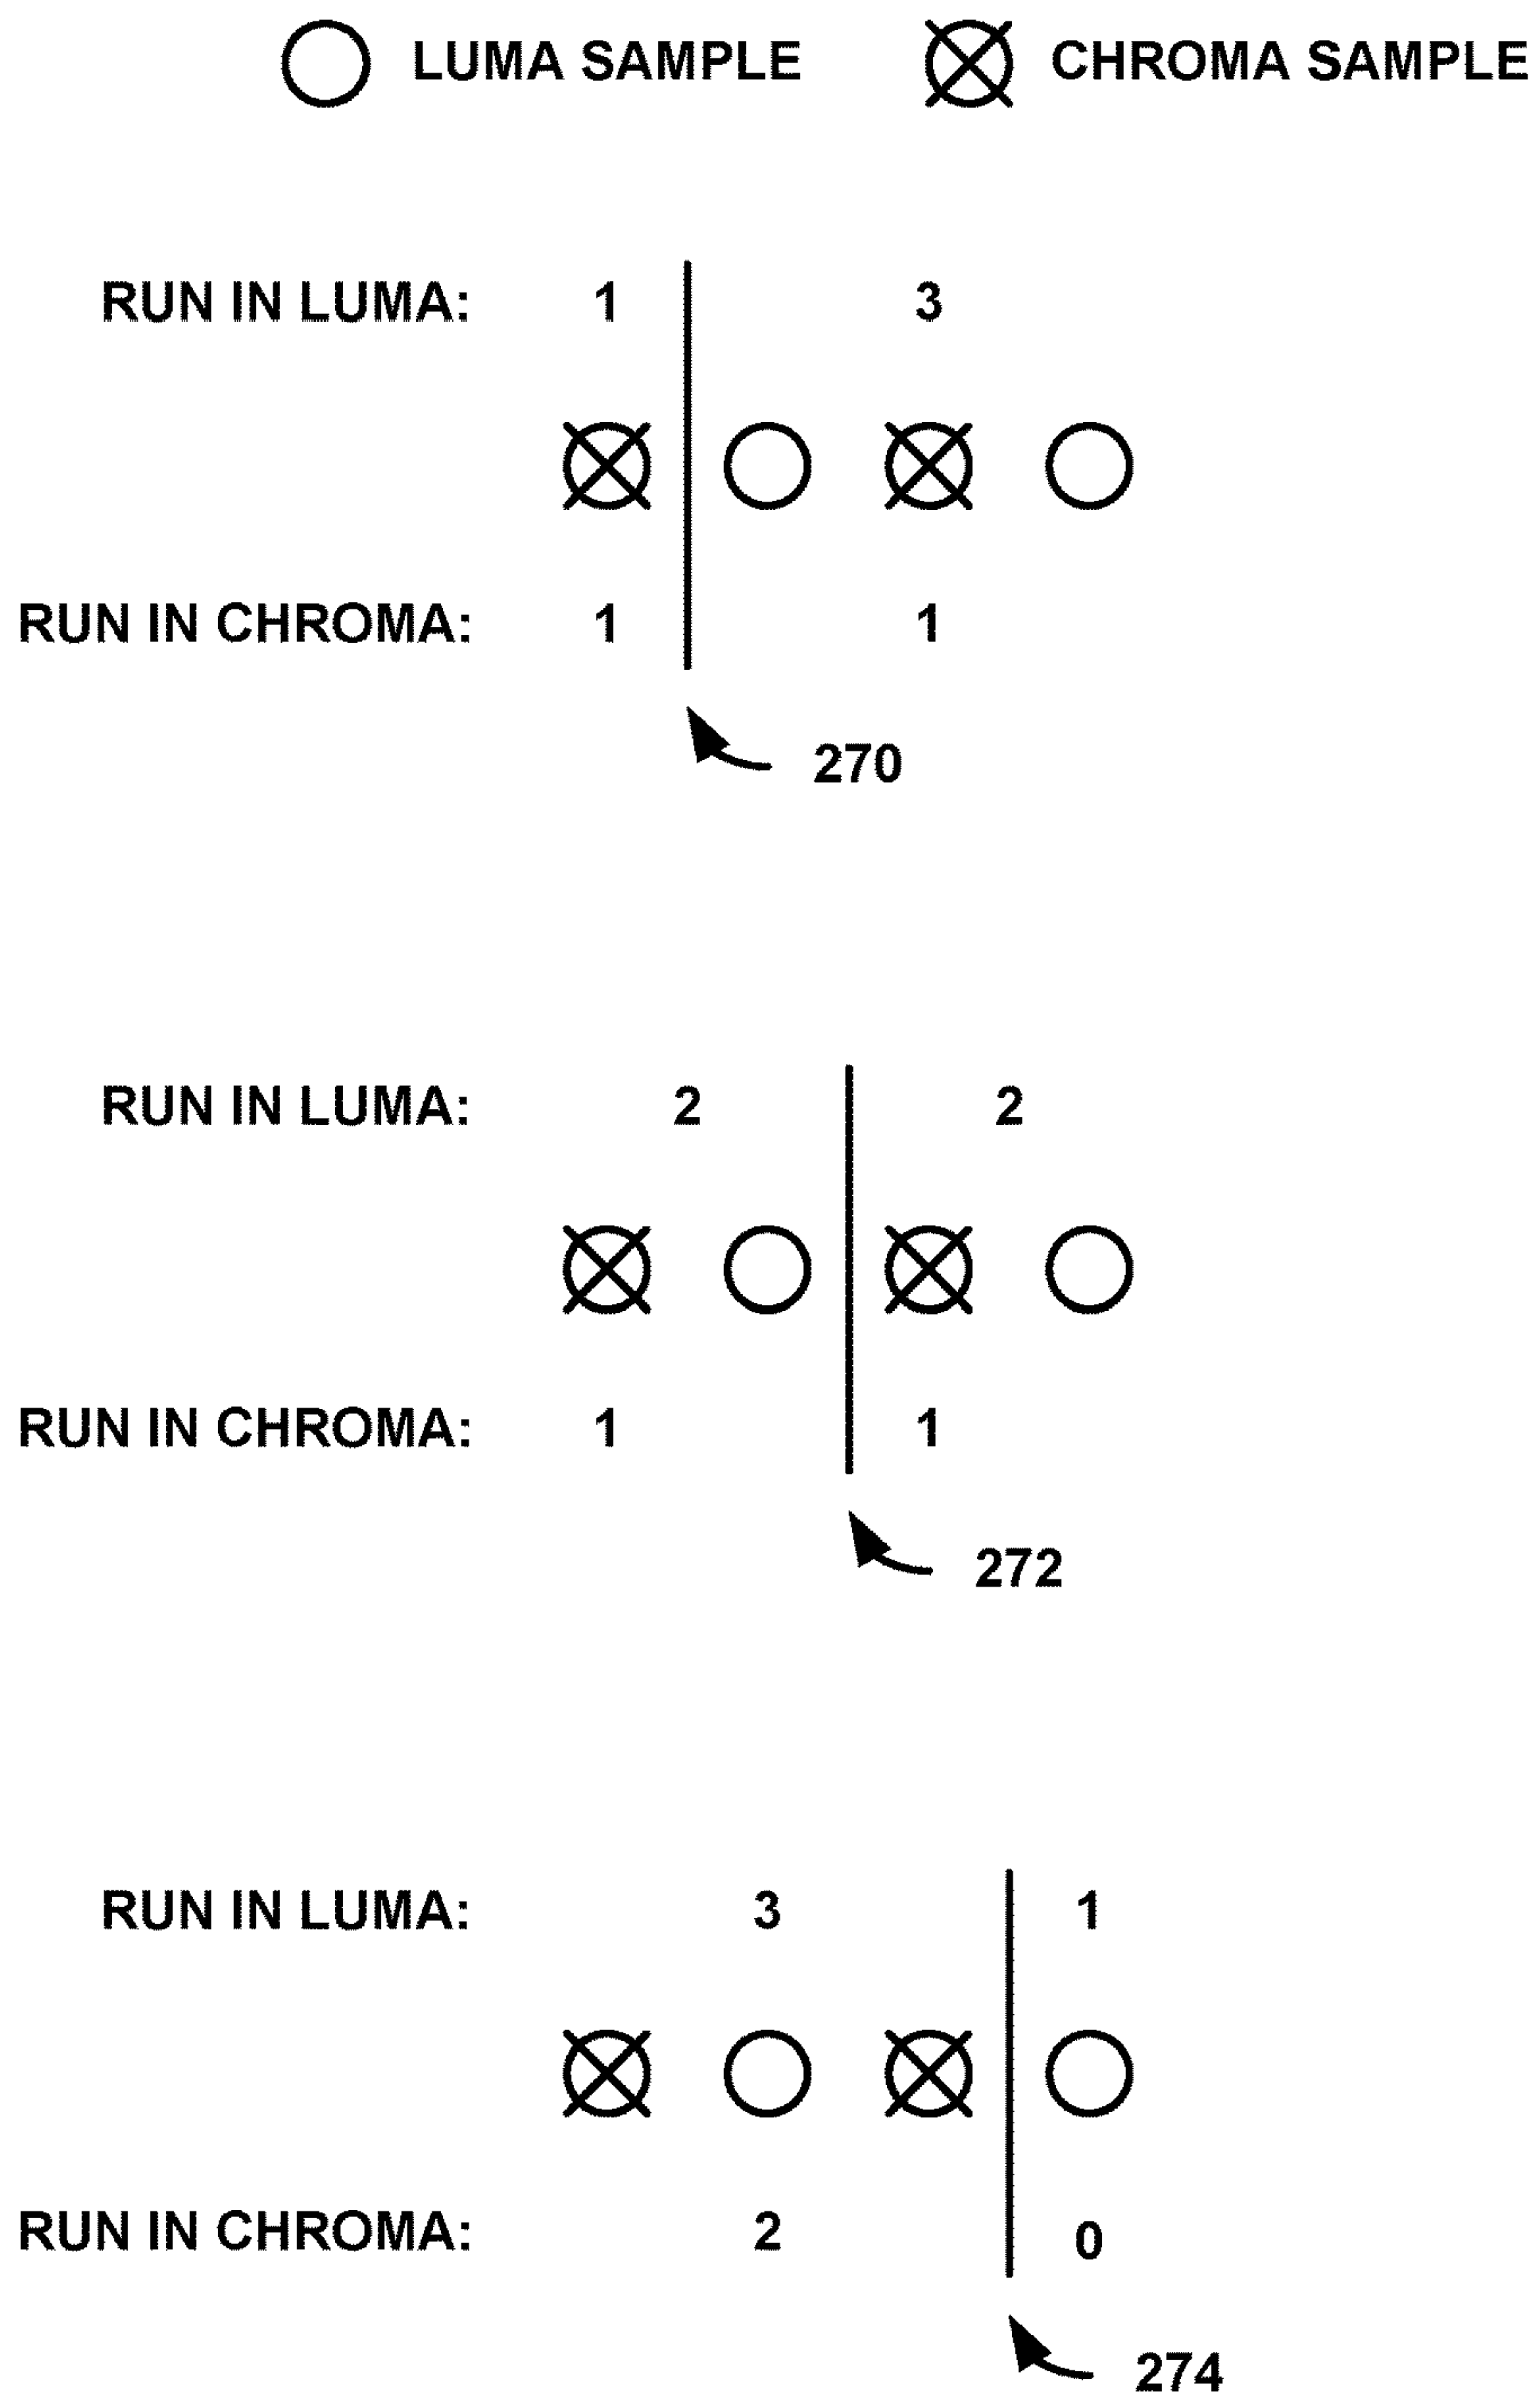 LUMA SAMPLE CHROMA SAMPLE
RUN IN LUMA: 1 3
RUN IN CHROMA: 1 1
270
RUN IN LUMA: 2 2
RUN IN CHROMA: 1 1
272
RUN IN LUMA: 3 1
RUN IN CHROMA: 2 0
274